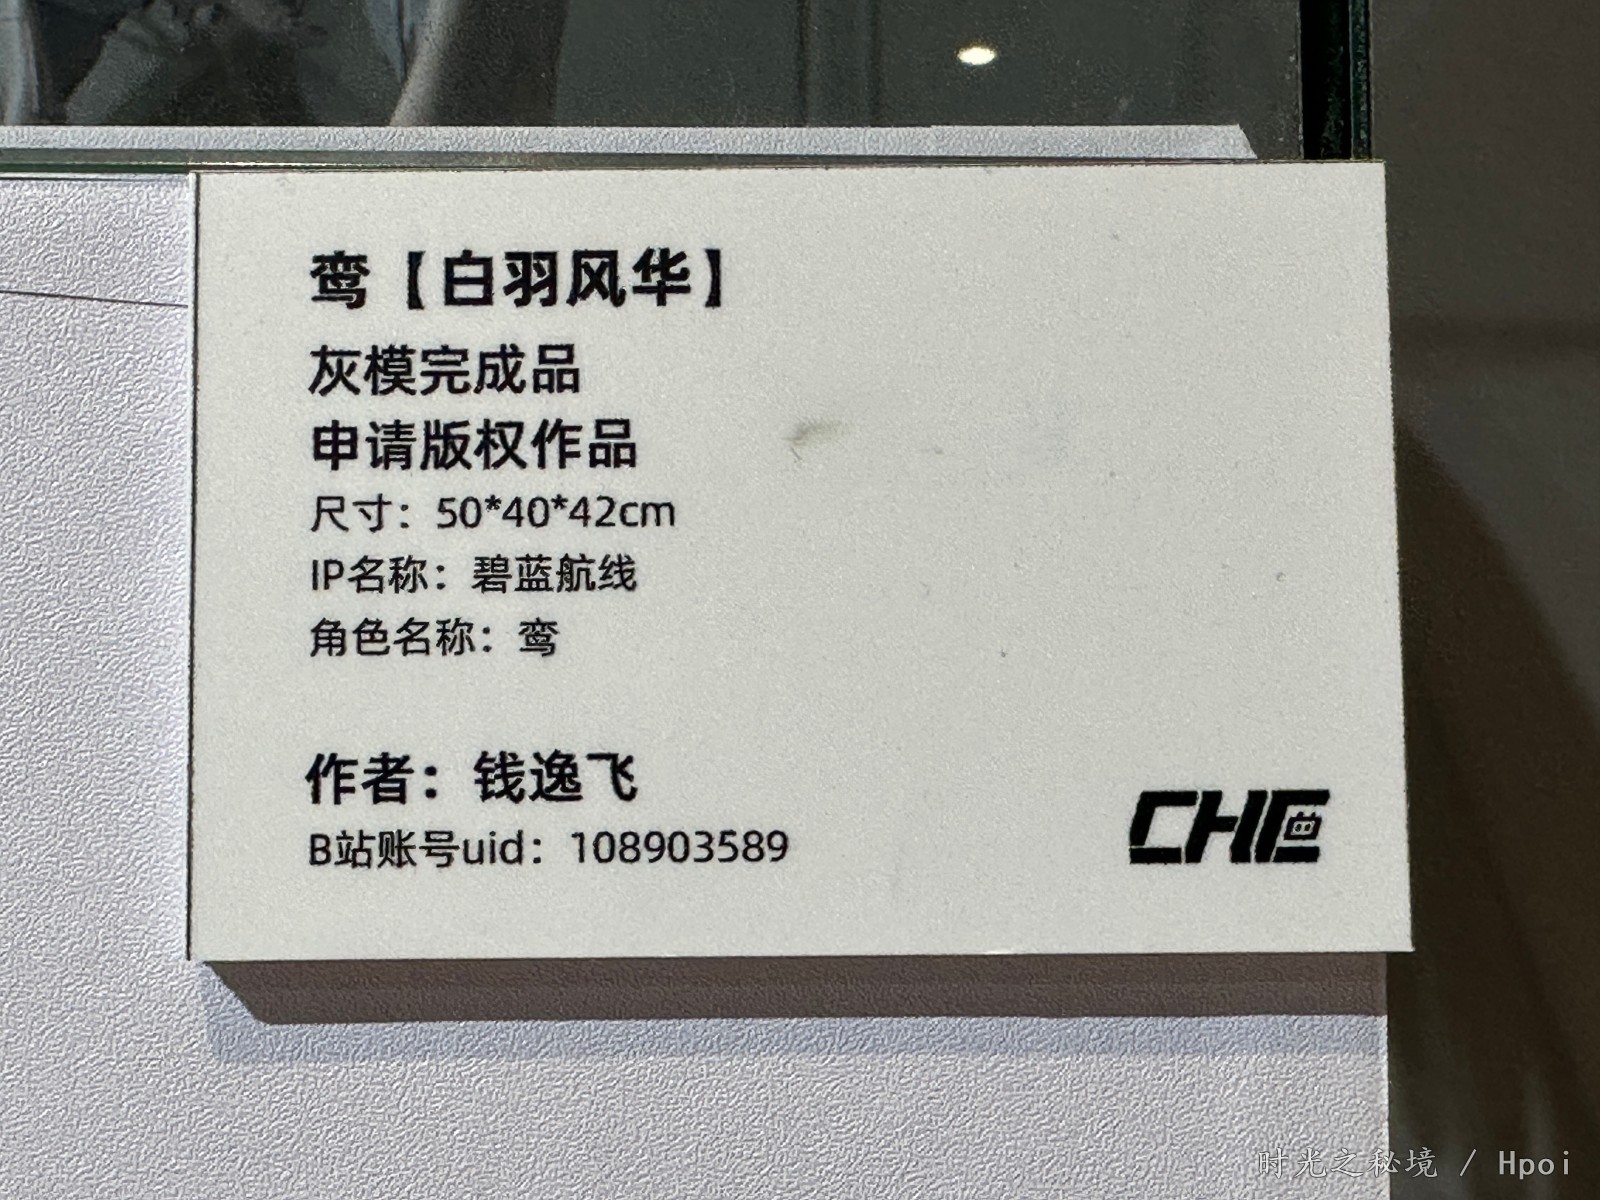 鸾【白羽风华】
灰模完成品
申请版权作品
尺寸：50*40*42cm
IP名称：碧蓝航线
角色名称：鸾
作者：钱逸飞
B站账号uid：108903589
CHE
时光之秘境 / Hpoi